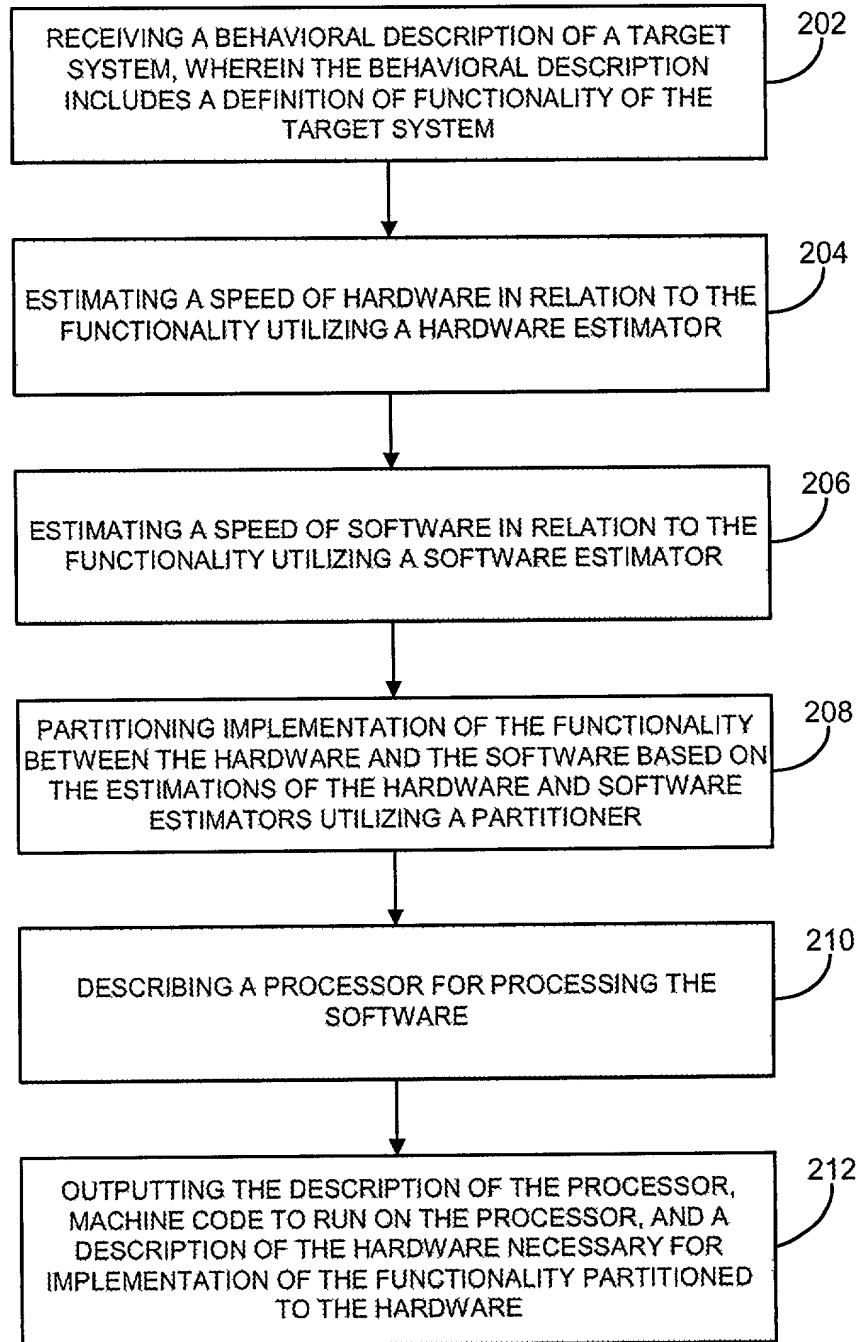 RECEIVING A BEHAVIORAL DESCRIPTION OF A TARGET
SYSTEM, WHEREIN THE BEHAVIORAL DESCRIPTION
INCLUDES A DEFINITION OF FUNCTIONALITY OF THE
TARGET SYSTEM
202
ESTIMATING A SPEED OF HARDWARE IN RELATION TO THE
FUNCTIONALITY UTILIZING A HARDWARE ESTIMATOR
204
ESTIMATING A SPEED OF SOFTWARE IN RELATION TO THE
FUNCTIONALITY UTILIZING A SOFTWARE ESTIMATOR
206
PARTITIONING IMPLEMENTATION OF THE FUNCTIONALITY
BETWEEN THE HARDWARE AND THE SOFTWARE BASED ON
THE ESTIMATIONS OF THE HARDWARE AND SOFTWARE
ESTIMATORS UTILIZING A PARTITIONER
208
DESCRIBING A PROCESSOR FOR PROCESSING THE
SOFTWARE
210
OUTPUTTING THE DESCRIPTION OF THE PROCESSOR,
MACHINE CODE TO RUN ON THE PROCESSOR, AND A
DESCRIPTION OF THE HARDWARE NECESSARY FOR
IMPLEMENTATION OF THE FUNCTIONALITY PARTITIONED
TO THE HARDWARE
212